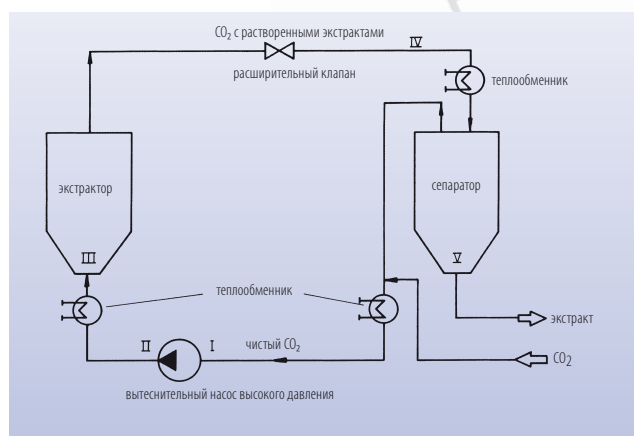 CO₂ с растворенными экстрактами
IV
расширительный клапан
теплообменник
экстрактор
сепаратор
III
V
теплообменник
экстракт
II
I
чистый CO₂
CO₂
вытеснительный насос высокого давления